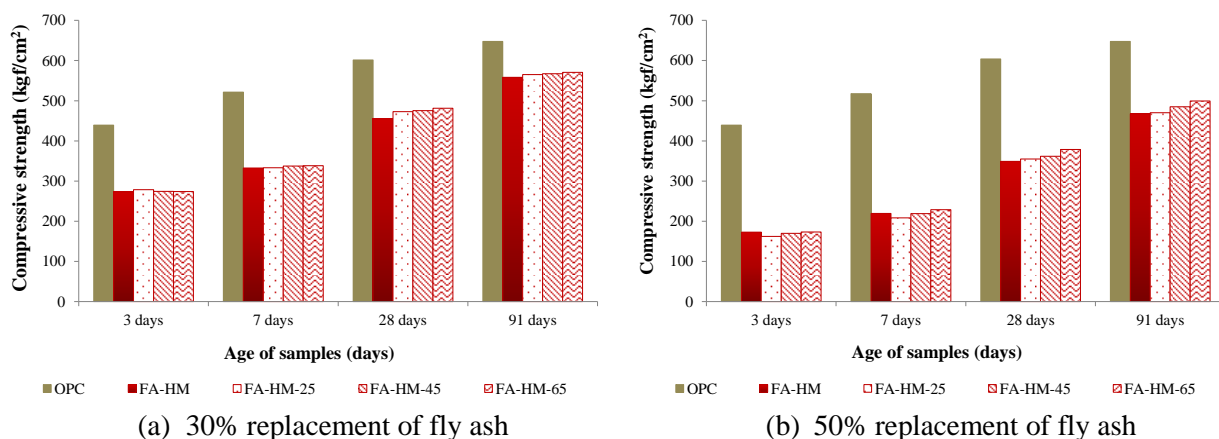 700
600
500
400
300
200
100
0
Compressive strength (kgf/cm²)
3 days 7 days 28 days 91 days
Age of samples (days)
OPC FA-HM FA-HM-25 FA-HM-45 FA-HM-65
(a) 30% replacement of fly ash
700
600
500
400
300
200
100
0
Compressive strength (kgf/cm²)
3 days 7 days 28 days 91 days
Age of samples (days)
OPC FA-HM FA-HM-25 FA-HM-45 FA-HM-65
(b) 50% replacement of fly ash